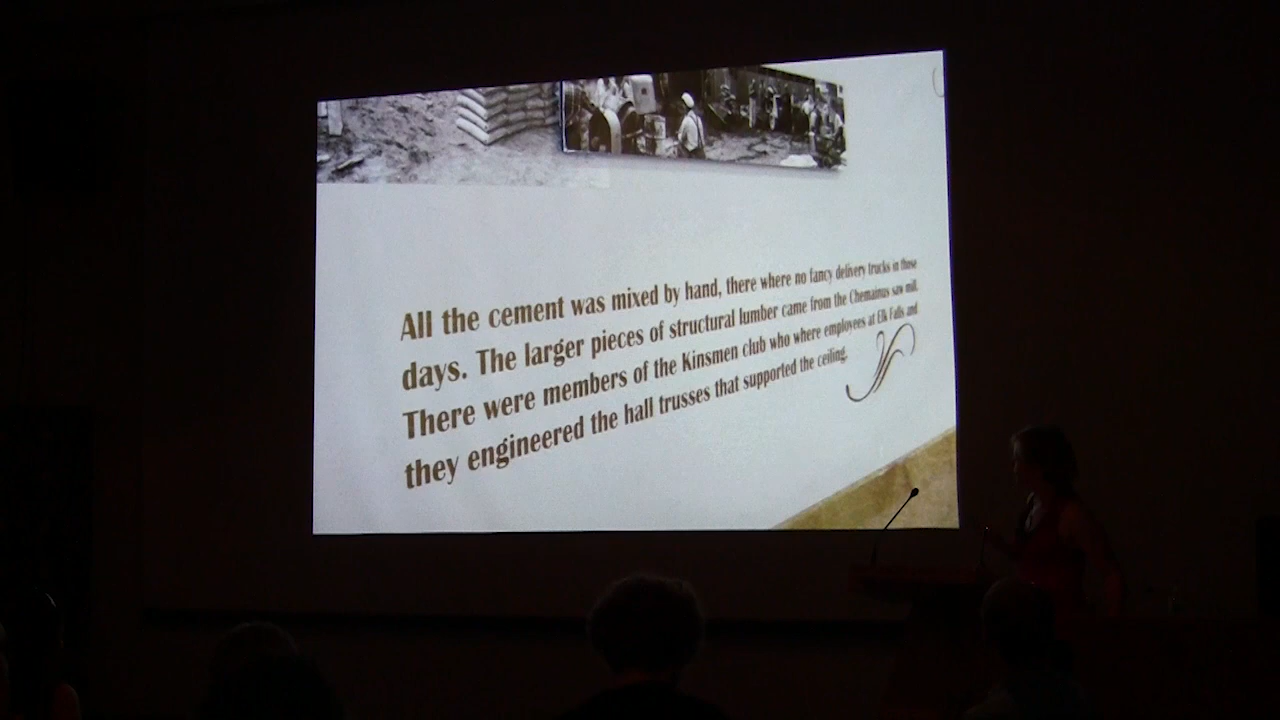 All the cement was mixed by hand, there where no fancy delivery trucks in those
days. The larger pieces of structural lumber came from the Chemainus saw mill.
There were members of the Kinsmen club who where employees at Elk Falls and
they engineered the hall trusses that supported the ceiling.